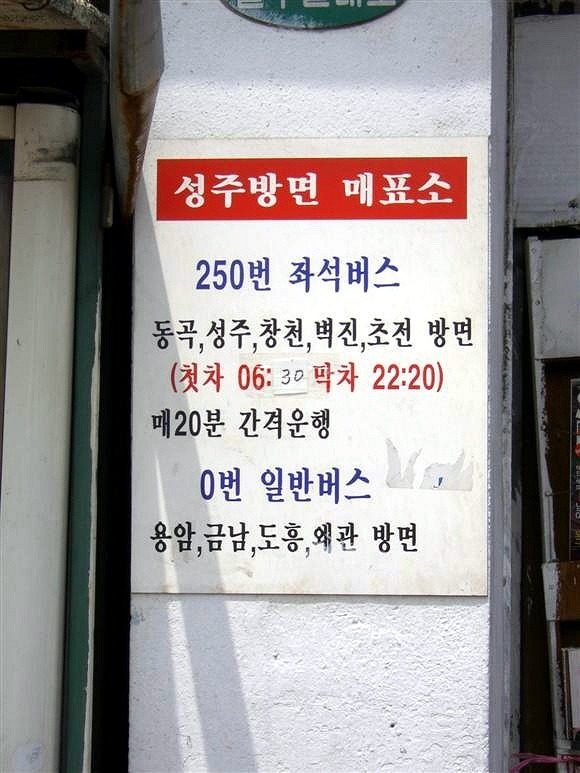 성주방면 매표소
250번 좌석버스
동곡,성주,창천,벽진,초전 방면
(첫차 06:30 막차 22:20)
매20분 간격운행
0번 일반버스
용암,금남,도흥,왜관 방면